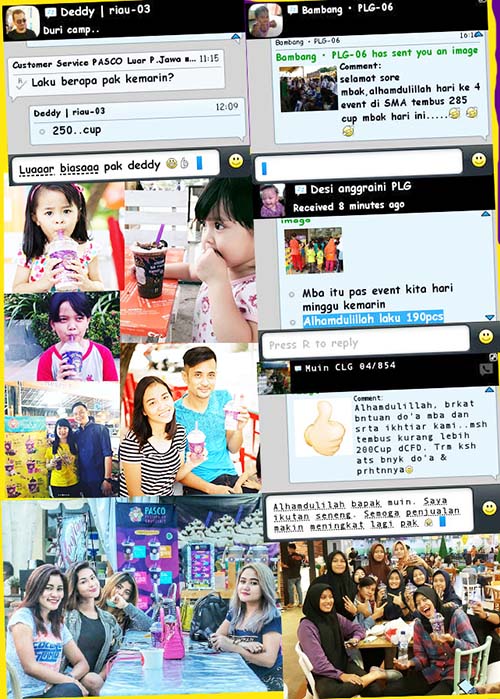 Deddy | riau-03
Duri camp..
Customer Service PASCO Luar P.Jawa m... 11:15
Laku berapa pak kemarin?
Deddy | riau-03 12:09
250..cup
Luaaar biasaaa pak deddy
Bambang · PLG-06
Bambang · PLG-06
Bambang · PLG-06 has sent you an image
Comment:
selamat sore
mbak,alhamdulillah hari ke 4
event di SMA tembus 285
cup mbak hari ini.....
Desi anggraini PLG
Received 8 minutes ago
image
Mba itu pas event kita hari
minggu kemarin
Alhamdulillah laku 190pcs
Press R to reply
Muin CLG 04/854
Comment:
Alhamdulillah, brkat
bntuan do'a mba dan
srta ikhtiar kami..msh
tembus kurang lebih
200Cup dCFD. Trm ksh
ats bnyk do'a &
prhtnnya
Alhamdulilah bapak muin. Saya
ikutan seneng. Semoga penjualan
makin meningkat lagi pak
PASCO